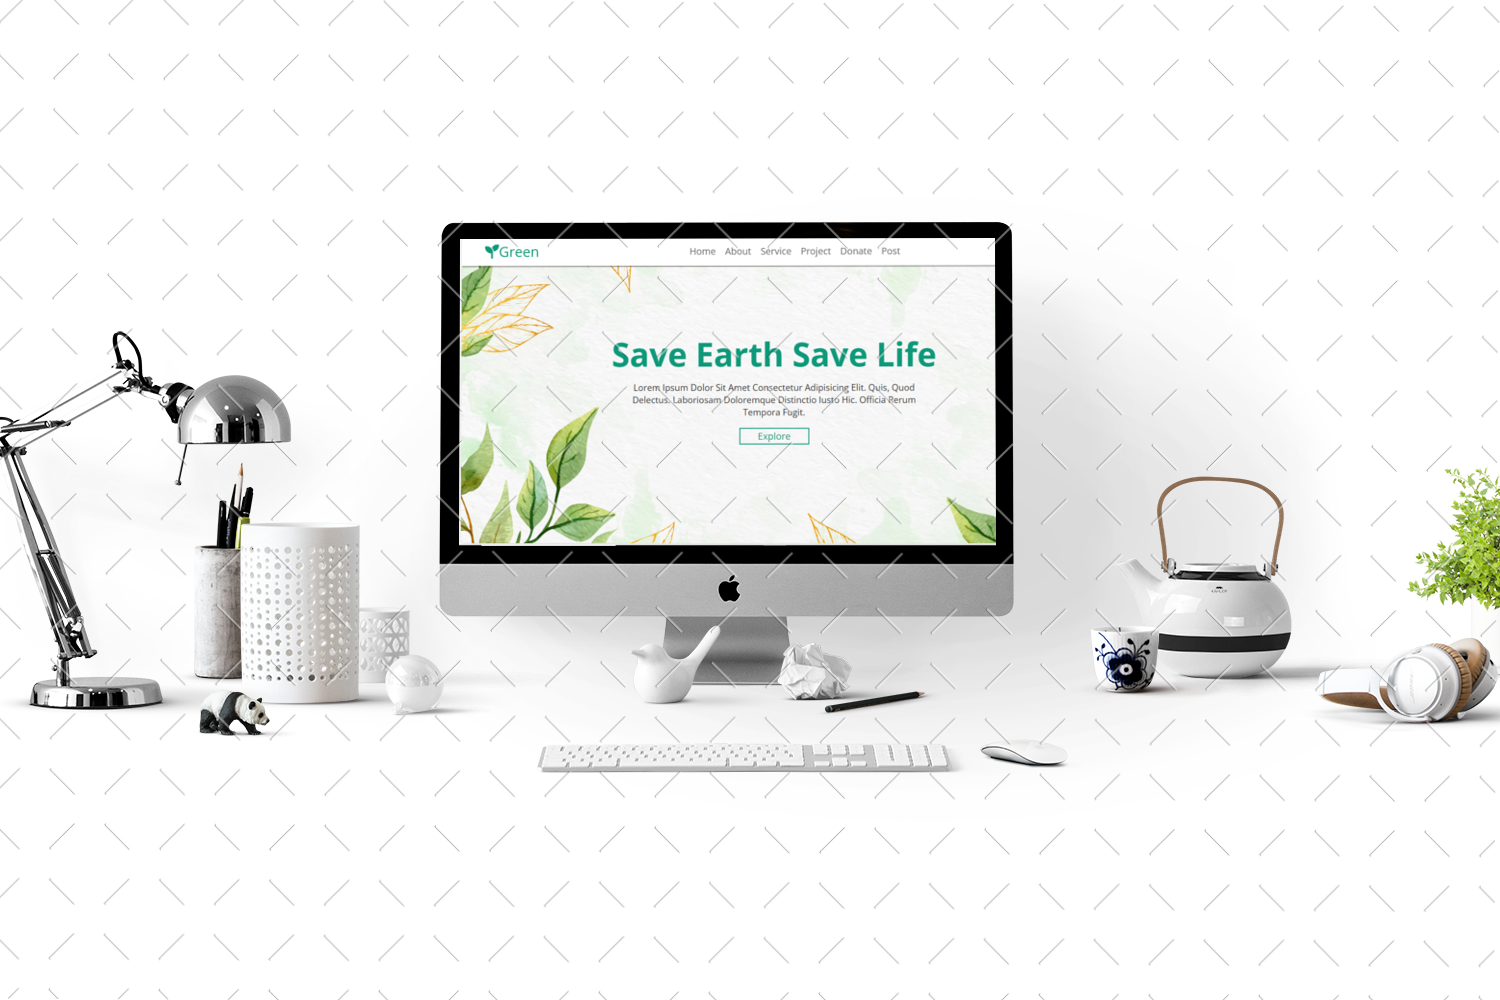 Green
Home About Service Project Donate Post
Save Earth Save Life
Lorem Ipsum Dolor Sit Amet Consectetur Adipisicing Elit. Quis, Quod
Delectus. Laboriosam Doloremque Distinctio Iusto Hic. Officia Rerum
Tempora Fugit.
Explore
KÄHLER